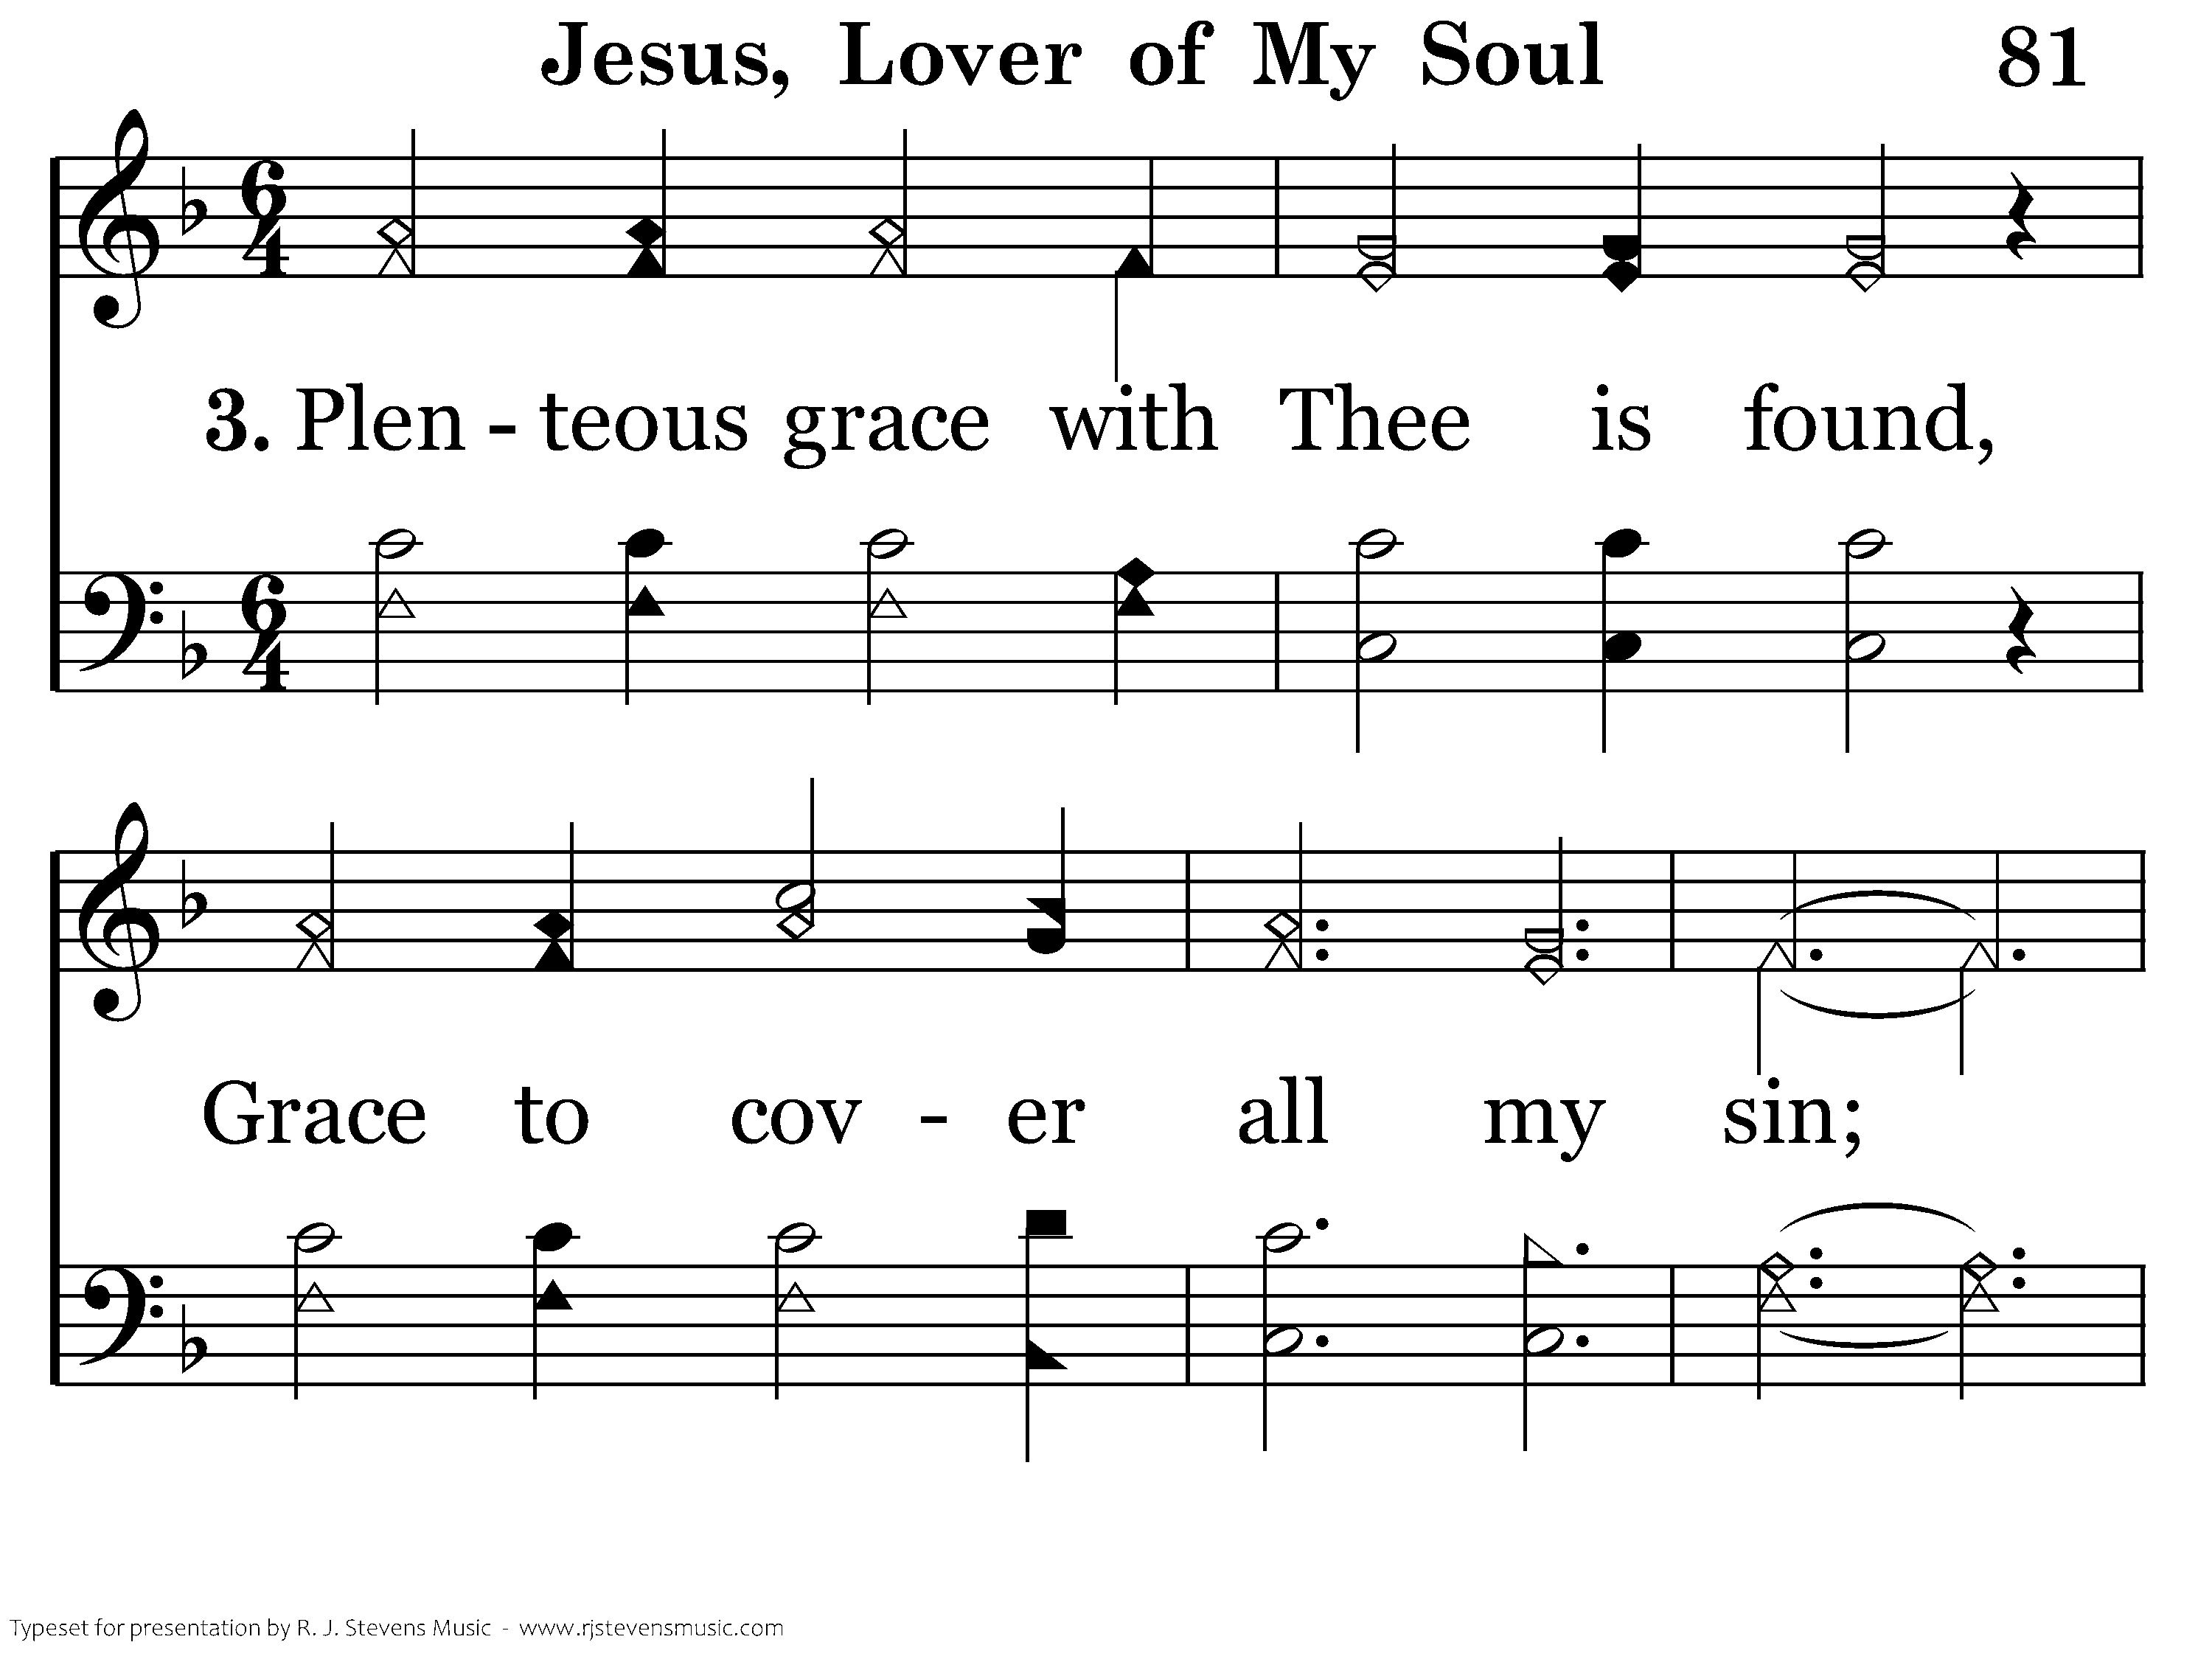 Jesus, Lover of My Soul 81
3. Plen - teous grace with Thee is found,
Grace to cov - er all my sin;
Typeset for presentation by R. J. Stevens Music - www.rjstevensmusic.com